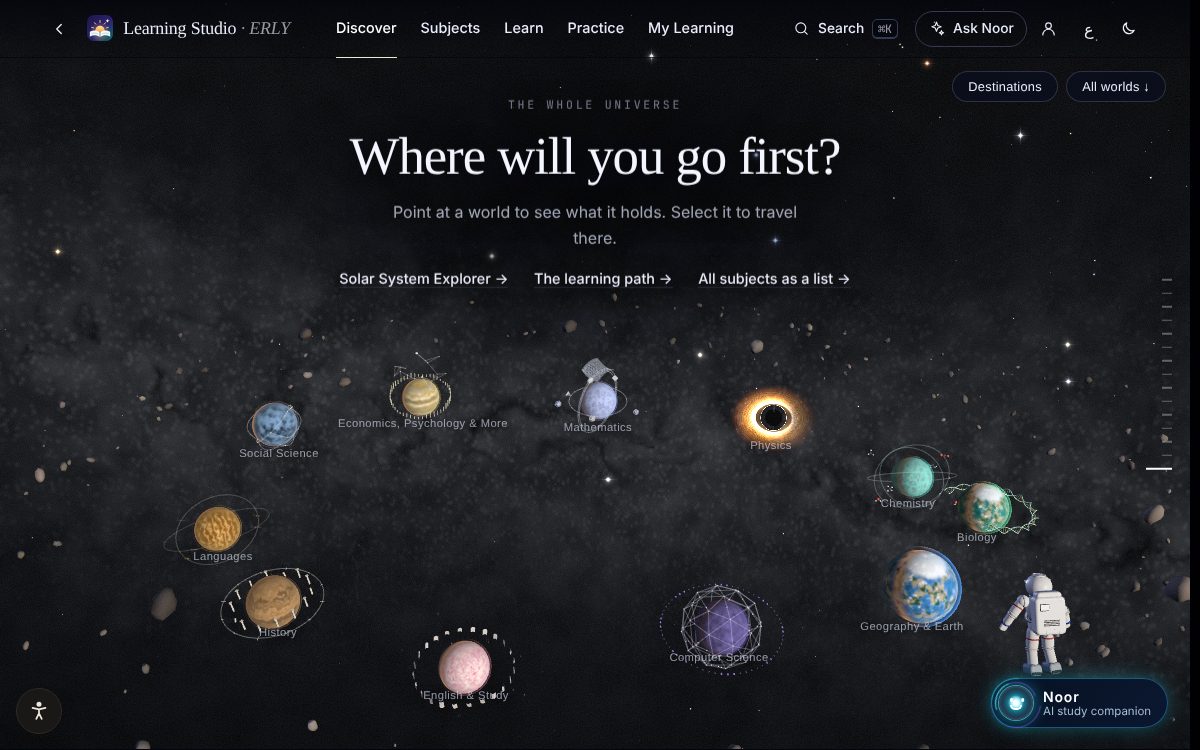 Learning Studio · ERLY
Discover
Subjects
Learn
Practice
My Learning
Search
⌘K
Ask Noor
ع
Destinations
All worlds ↓
THE WHOLE UNIVERSE
Where will you go first?
Point at a world to see what it holds. Select it to travel
there.
Solar System Explorer →
The learning path →
All subjects as a list →
Economics, Psychology & More
Mathematics
Physics
Social Science
Chemistry
Biology
Languages
Geography & Earth
History
Computer Science
English & Study
Noor
AI study companion